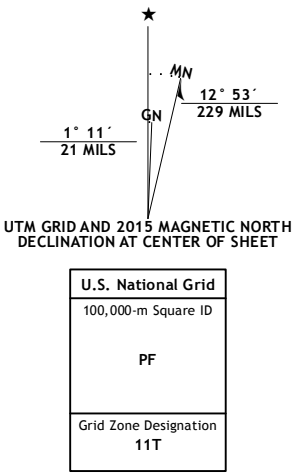 MN
GN
12° 53´
229 MILS
1° 11´
21 MILS
UTM GRID AND 2015 MAGNETIC NORTH
DECLINATION AT CENTER OF SHEET
U.S. National Grid
100,000-m Square ID
PF
Grid Zone Designation
11T